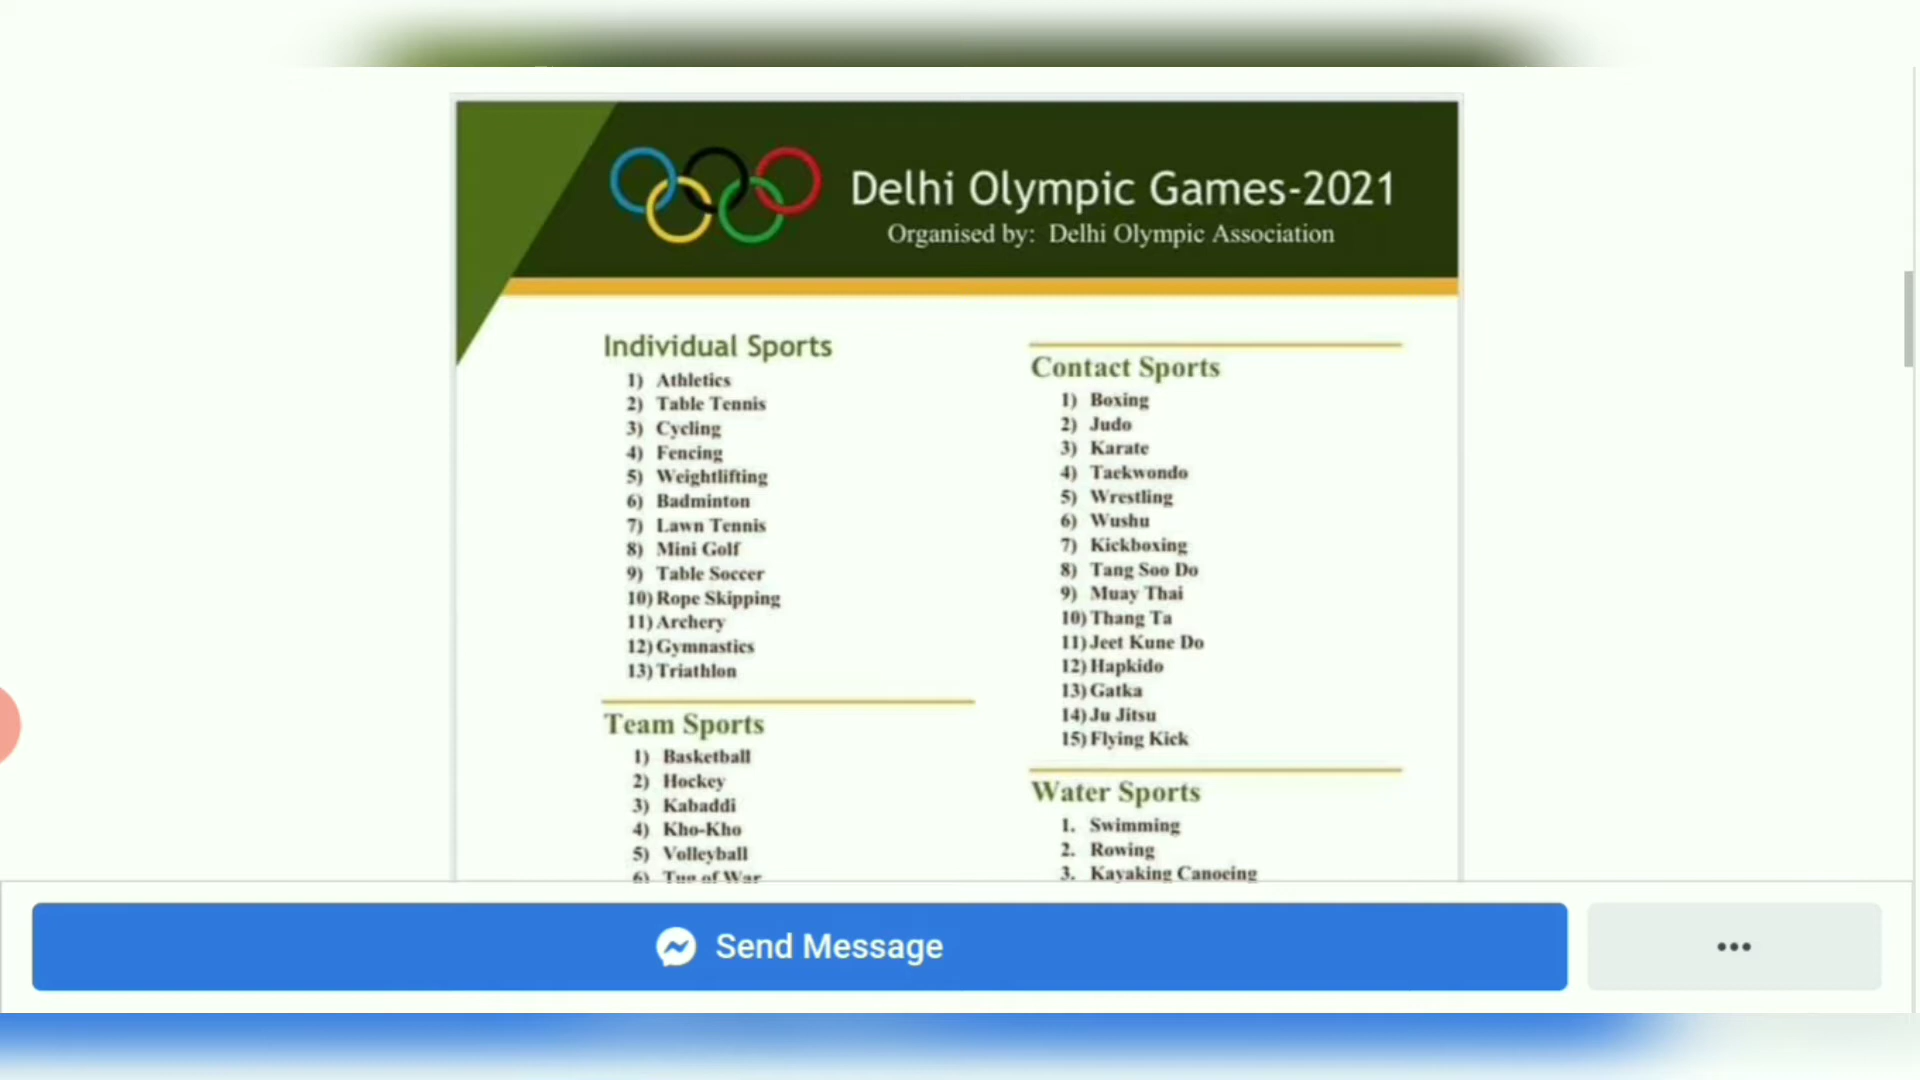 Delhi Olympic Games-2021
Organised by: Delhi Olympic Association
Individual Sports
1) Athletics
2) Table Tennis
3) Cycling
4) Fencing
5) Weightlifting
6) Badminton
7) Lawn Tennis
8) Mini Golf
9) Table Soccer
10) Rope Skipping
11) Archery
12) Gymnastics
13) Triathlon
Team Sports
1) Basketball
2) Hockey
3) Kabaddi
4) Kho-Kho
5) Volleyball
6) Tug of War
Contact Sports
1) Boxing
2) Judo
3) Karate
4) Taekwondo
5) Wrestling
6) Wushu
7) Kickboxing
8) Tang Soo Do
9) Muay Thai
10) Thang Ta
11) Jeet Kune Do
12) Hapkido
13) Gatka
14) Ju Jitsu
15) Flying Kick
Water Sports
1. Swimming
2. Rowing
3. Kayaking Canoeing
Send Message